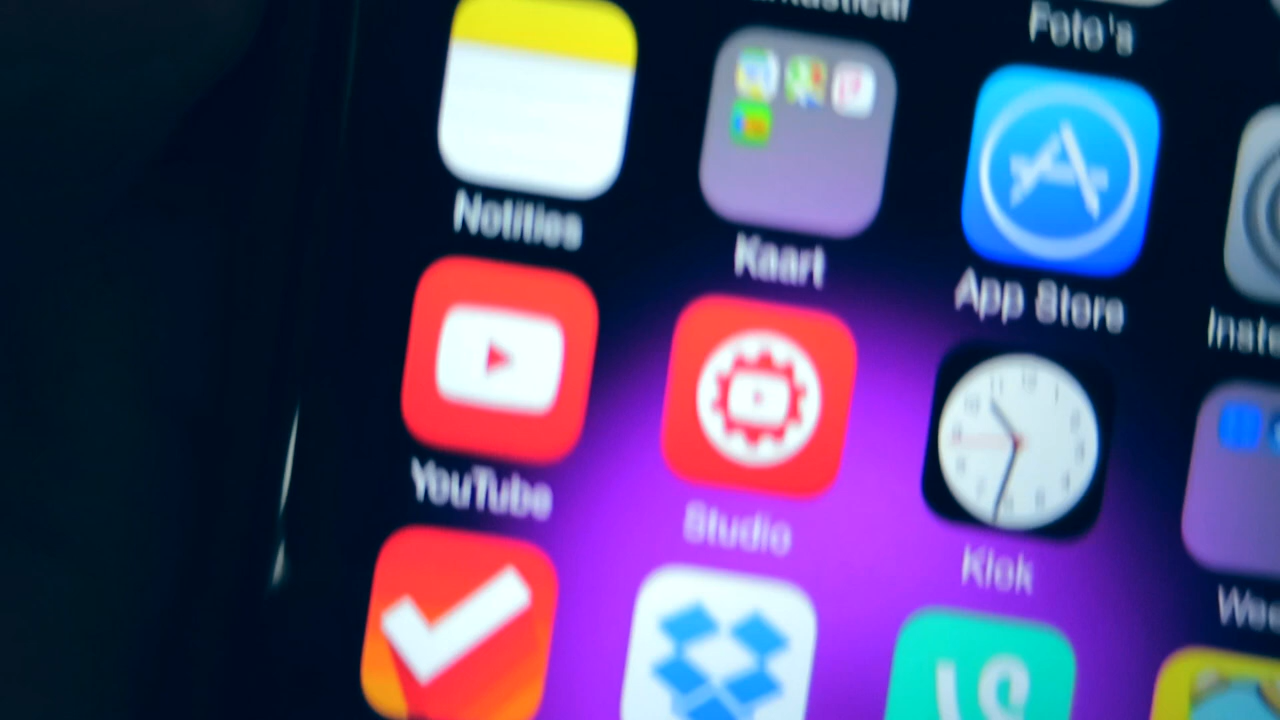 Foto's
Notities
Kaart
App Store
YouTube
Studio
Klok